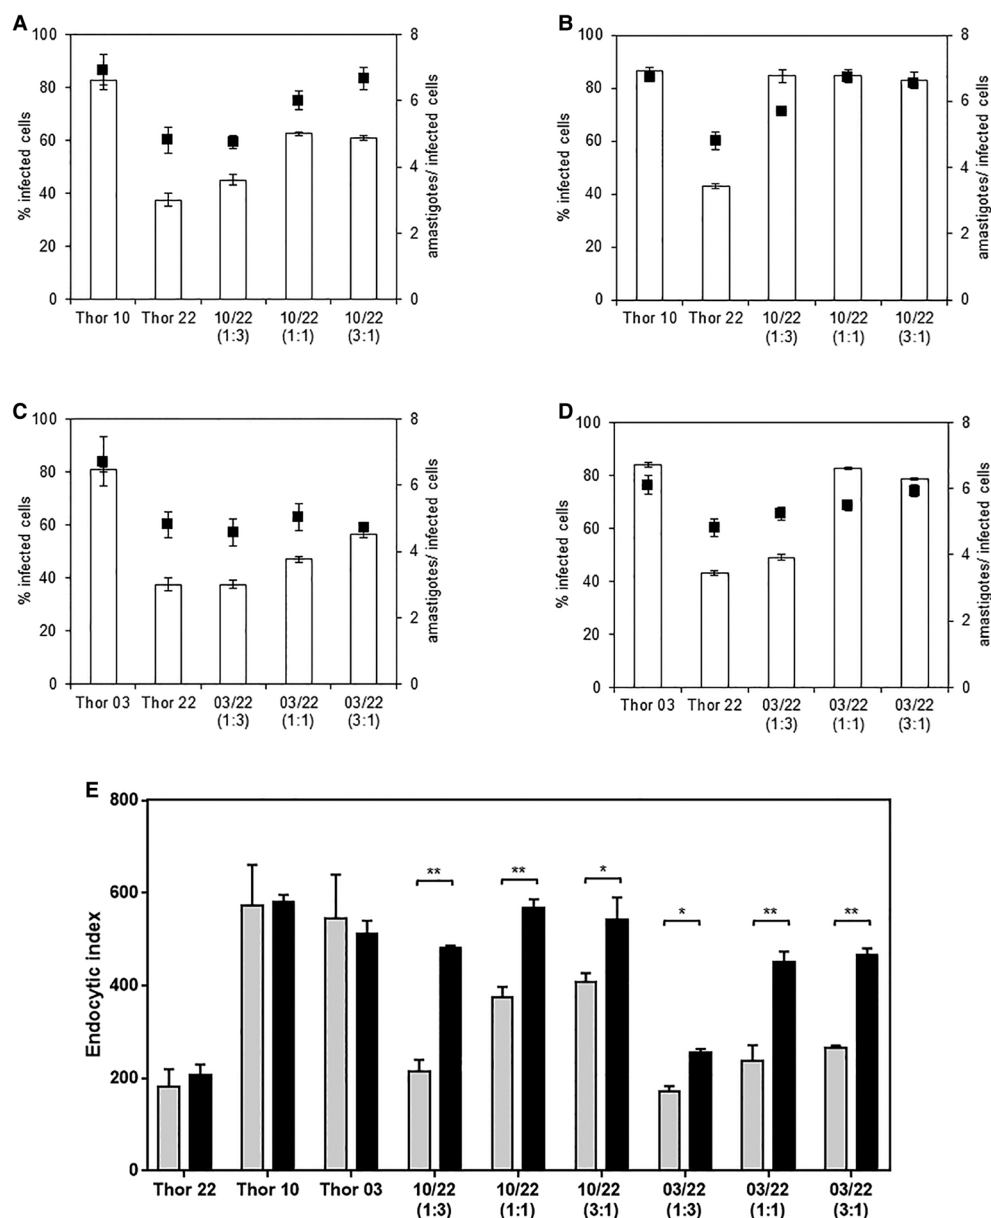 A
B
100
80
60
40
20
0
% infected cells
8
6
4
2
0
amastigotes/ infected cells
Thor 10 Thor 22 10/22 10/22 10/22
(1:3) (1:1) (3:1)
100
80
60
40
20
0
% infected cells
8
6
4
2
0
amastigotes/ infected cells
Thor 10 Thor 22 10/22 10/22 10/22
(1:3) (1:1) (3:1)
C
D
100
80
60
40
20
0
% infected cells
8
6
4
2
0
amastigotes/ infected cells
Thor 03 Thor 22 03/22 03/22 03/22
(1:3) (1:1) (3:1)
100
80
60
40
20
0
% infected cells
8
6
4
2
0
amastigotes/ infected cells
Thor 03 Thor 22 03/22 03/22 03/22
(1:3) (1:1) (3:1)
E
800
600
400
200
0
Endocytic index
** ** * * ** **
Thor 22 Thor 10 Thor 03 10/22 10/22 10/22 03/22 03/22 03/22
(1:3) (1:1) (3:1) (1:3) (1:1) (3:1)